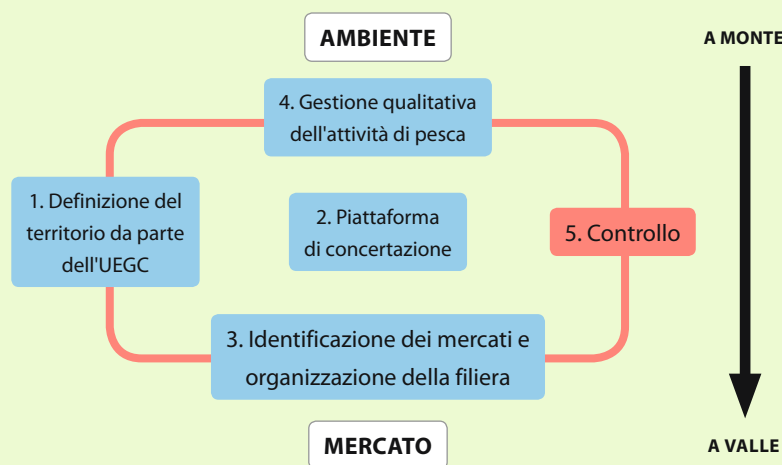 AMBIENTE
A MONTE
4. Gestione qualitativa
dell'attività di pesca
1. Definizione del
territorio da parte
dell'UEGC
2. Piattaforma
di concertazione
5. Controllo
3. Identificazione dei mercati e
organizzazione della filiera
MERCATO
A VALLE